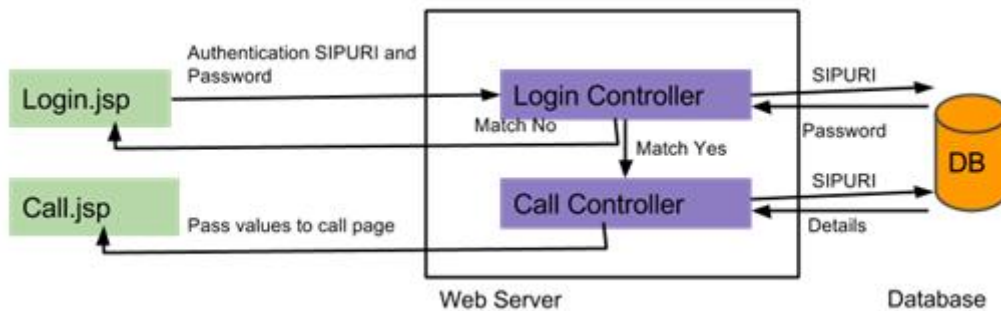 Authentication SIPURI and
Password
Login.jsp
Login Controller
SIPURI
Password
Match No
Match Yes
DB
Call.jsp
Call Controller
SIPURI
Details
Pass values to call page
Web Server
Database